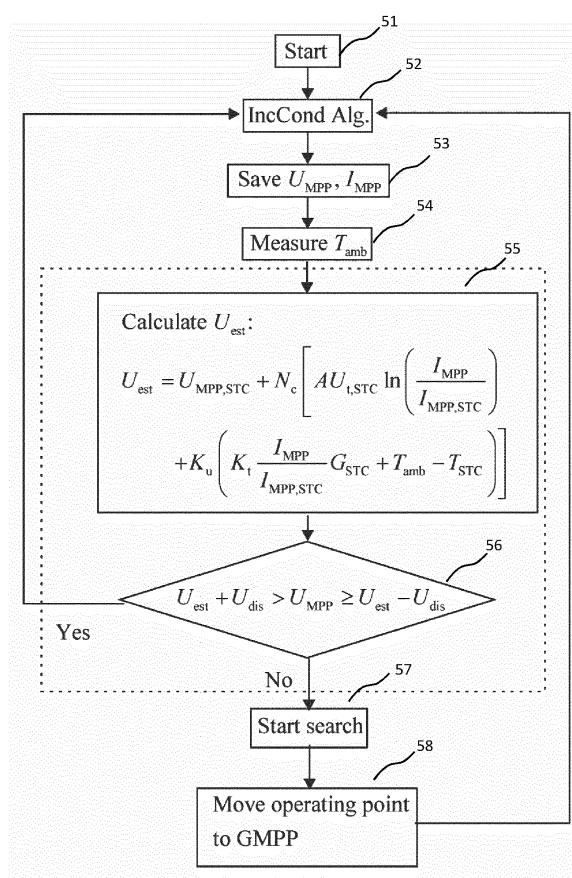 51
Start
52
IncCond Alg.
53
Save U_MPP, I_MPP
54
Measure T_amb
55
Calculate U_est:
U_est = U_MPP,STC + N_c [ A U_t,STC ln ( I_MPP / I_MPP,STC )
+ K_u ( K_t I_MPP / I_MPP,STC G_STC + T_amb − T_STC ) ]
56
U_est + U_dis > U_MPP ≥ U_est − U_dis
Yes
No
57
Start search
58
Move operating point
to GMPP